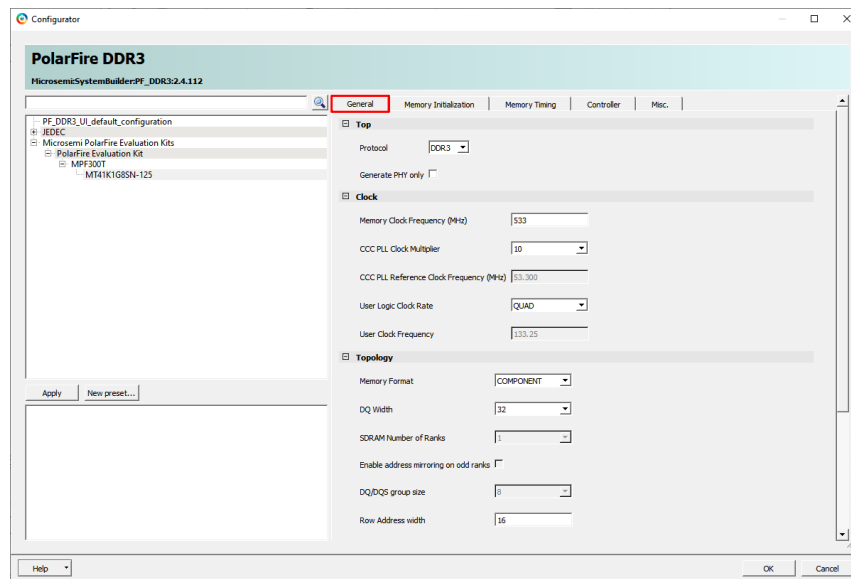 Configurator
PolarFire DDR3
Microsemi:SystemBuilder:PF_DDR3:2.4.112
PF_DDR3_UI_default_configuration
JEDEC
Microsemi PolarFire Evaluation Kits
PolarFire Evaluation Kit
MPF300T
MT41K1G8SN-125
Apply New preset...
General Memory Initialization Memory Timing Controller Misc.
Top
Protocol DDR3
Generate PHY only
Clock
Memory Clock Frequency (MHz) 533
CCC PLL Clock Multiplier 10
CCC PLL Reference Clock Frequency (MHz) 53.300
User Logic Clock Rate QUAD
User Clock Frequency 133.25
Topology
Memory Format COMPONENT
DQ Width 32
SDRAM Number of Ranks 1
Enable address mirroring on odd ranks
DQ/DQS group size 8
Row Address width 16
Help OK Cancel